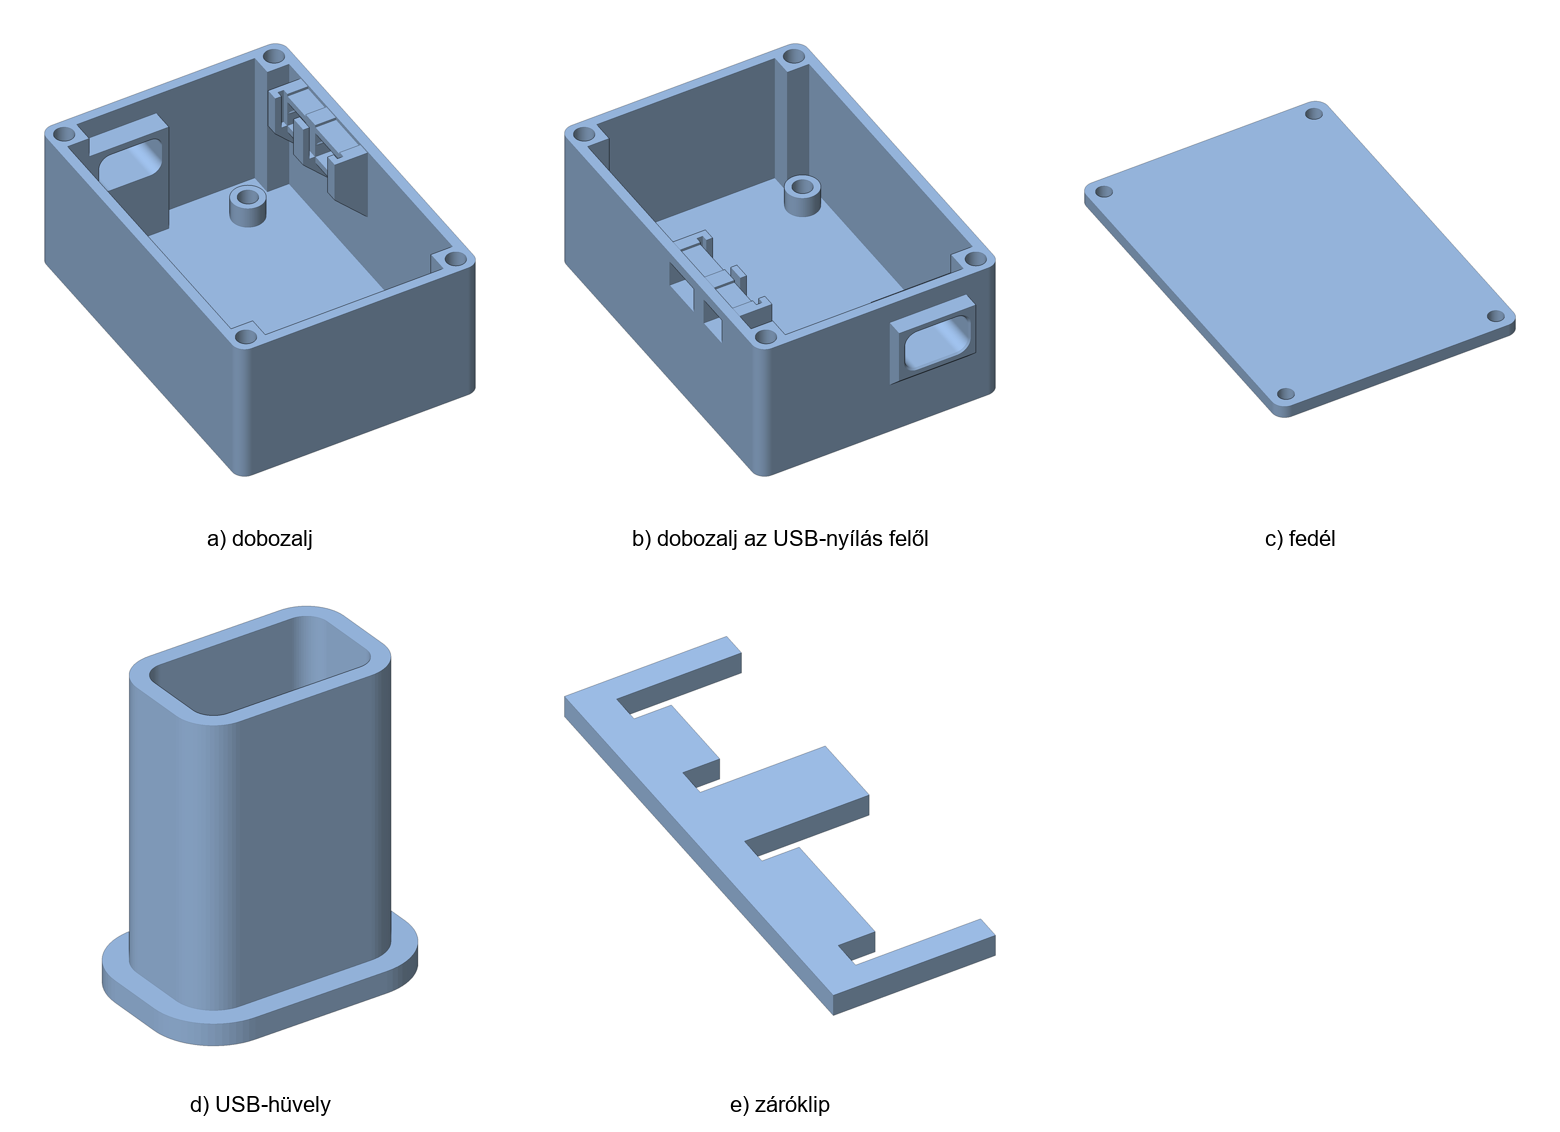 a) dobozalj
b) dobozalj az USB-nyílás felől
c) fedél
d) USB-hüvely
e) záróklip